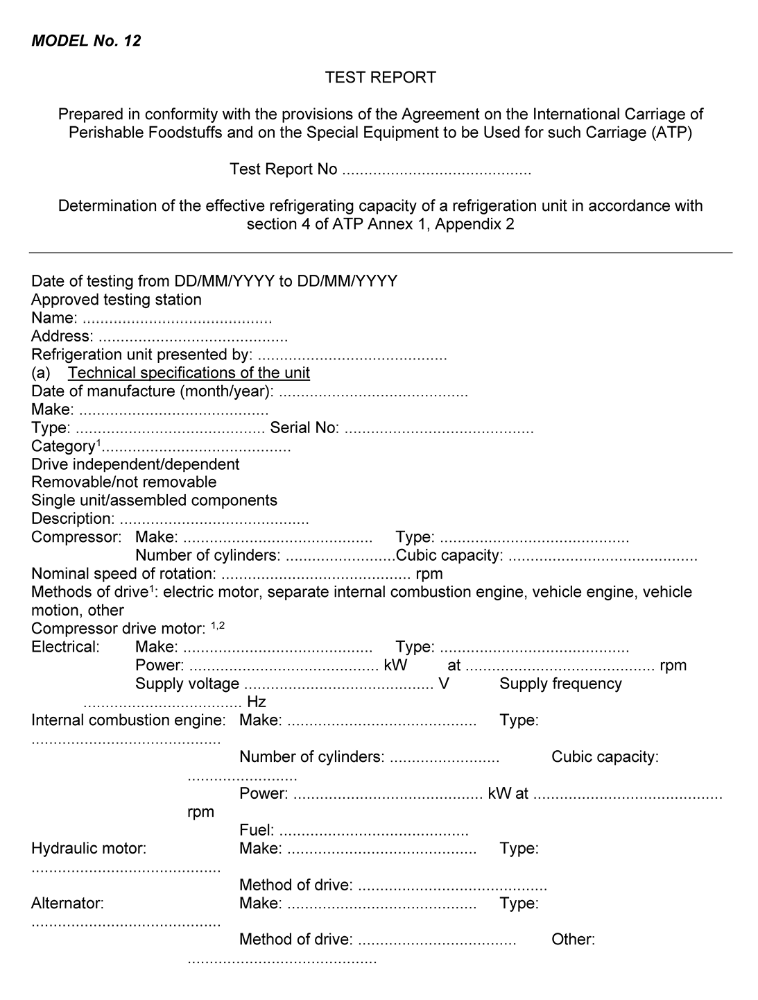 MODEL No. 12
TEST REPORT
Prepared in conformity with the provisions of the Agreement on the International Carriage of
Perishable Foodstuffs and on the Special Equipment to be Used for such Carriage (ATP)
Test Report No ...........................................
Determination of the effective refrigerating capacity of a refrigeration unit in accordance with
section 4 of ATP Annex 1, Appendix 2
Date of testing from DD/MM/YYYY to DD/MM/YYYY
Approved testing station
Name: ...........................................
Address: ...........................................
Refrigeration unit presented by: ...........................................
(a) Technical specifications of the unit
Date of manufacture (month/year): ...........................................
Make: ...........................................
Type: ........................................... Serial No: ...........................................
Category¹...........................................
Drive independent/dependent
Removable/not removable
Single unit/assembled components
Description: ...........................................
Compressor: Make: ........................................... Type: ...........................................
Number of cylinders: .........................Cubic capacity: ...........................................
Nominal speed of rotation: ........................................... rpm
Methods of drive¹: electric motor, separate internal combustion engine, vehicle engine, vehicle
motion, other
Compressor drive motor: ¹,²
Electrical: Make: ........................................... Type: ...........................................
Power: ........................................... kW at ........................................... rpm
Supply voltage ........................................... V Supply frequency
.................................... Hz
Internal combustion engine: Make: ........................................... Type:
...........................................
Number of cylinders: ......................... Cubic capacity:
.........................
Power: ........................................... kW at ...........................................
rpm
Fuel: ...........................................
Hydraulic motor: Make: ........................................... Type:
...........................................
Method of drive: ...........................................
Alternator: Make: ........................................... Type:
...........................................
Method of drive: .................................... Other:
...........................................